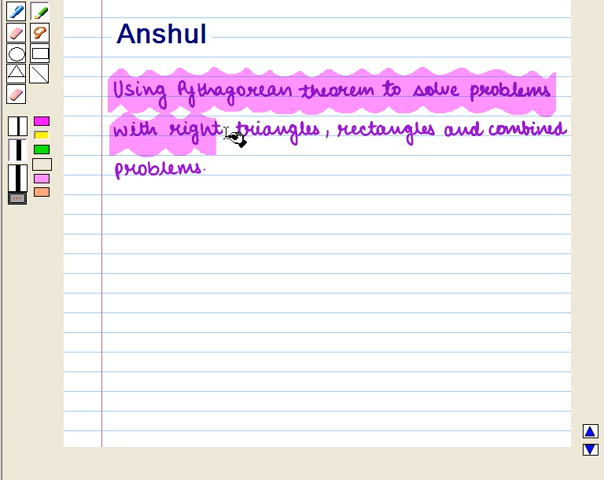 Anshul
Using Pythagorean theorem to solve problems
with right triangles, rectangles and combined
problems.